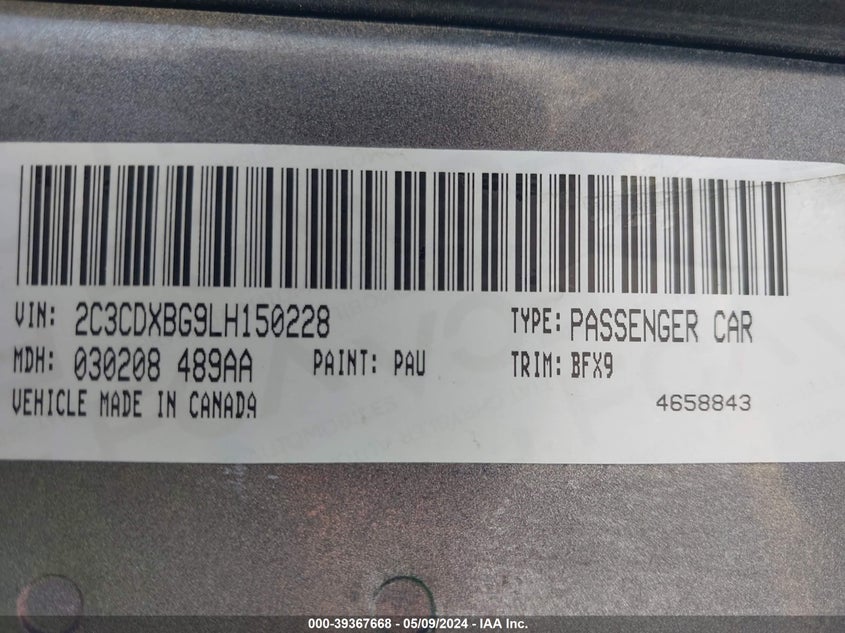 VIN: 2C3CDXBG9LH150228 TYPE: PASSENGER CAR
MDH: 030208 489AA PAINT: PAU TRIM: BFX9
VEHICLE MADE IN CANADA 4658843
000-39367668 - 05/09/2024 - IAA Inc.